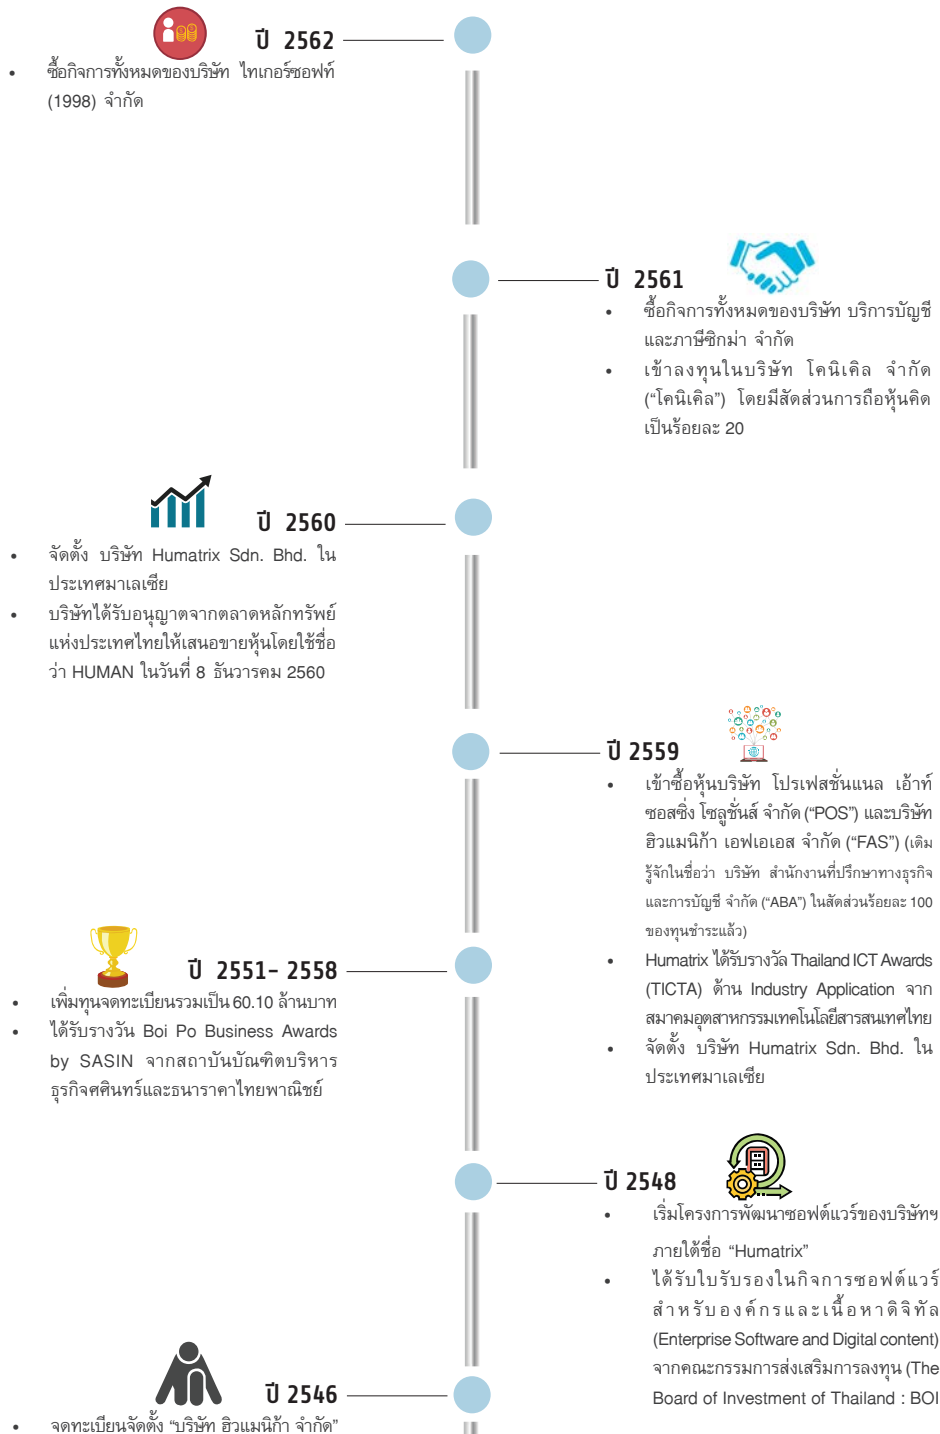 ปี 2562
• ซื้อกิจการทั้งหมดของบริษัท ไทเกอร์ซอฟท์
(1998) จำกัด
ปี 2561
• ซื้อกิจการทั้งหมดของบริษัท บริการบัญชี
และภาษีซิกม่า จำกัด
• เข้าลงทุนในบริษัท โคนิเคิล จำกัด
(“โคนิเคิล”) โดยมีสัดส่วนการถือหุ้นคิด
เป็นร้อยละ 20
ปี 2560
• จัดตั้ง บริษัท Humatrix Sdn. Bhd. ใน
ประเทศมาเลเซีย
• บริษัทได้รับอนุญาตจากตลาดหลักทรัพย์
แห่งประเทศไทยให้เสนอขายหุ้นโดยใช้ชื่อ
ว่า HUMAN ในวันที่ 8 ธันวาคม 2560
ปี 2559
• เข้าซื้อหุ้นบริษัท โปรเฟสชั่นแนล เอ้าท์
ซอสซิ่ง โซลูชั่นส์ จำกัด (“POS”) และบริษัท
ฮิวแมนิก้า เอฟเอเอส จำกัด (“FAS”) (เดิม
รู้จักในชื่อว่า บริษัท สำนักงานที่ปรึกษาทางธุรกิจ
และการบัญชี จำกัด (“ABA”) ในสัดส่วนร้อยละ 100
ของทุนชำระแล้ว)
• Humatrix ได้รับรางวัล Thailand ICT Awards
(TICTA) ด้าน Industry Application จาก
สมาคมอุตสาหกรรมเทคโนโลยีสารสนเทศไทย
• จัดตั้ง บริษัท Humatrix Sdn. Bhd. ใน
ประเทศมาเลเซีย
ปี 2551- 2558
• เพิ่มทุนจดทะเบียนรวมเป็น 60.10 ล้านบาท
• ได้รับรางวัน Boi Po Business Awards
by SASIN จากสถาบันบัณฑิตบริหาร
ธุรกิจศศินทร์และธนาราคาไทยพาณิชย์
ปี 2548
• เริ่มโครงการพัฒนาซอฟต์แวร์ของบริษัทฯ
ภายใต้ชื่อ “Humatrix”
• ได้รับใบรับรองในกิจการซอฟต์แวร์
สำหรับองค์กรและเนื้อหาดิจิทัล
(Enterprise Software and Digital content)
จากคณะกรรมการส่งเสริมการลงทุน (The
Board of Investment of Thailand : BOI
ปี 2546
• จดทะเบียนจัดตั้ง “บริษัท ฮิวแมนิก้า จำกัด”